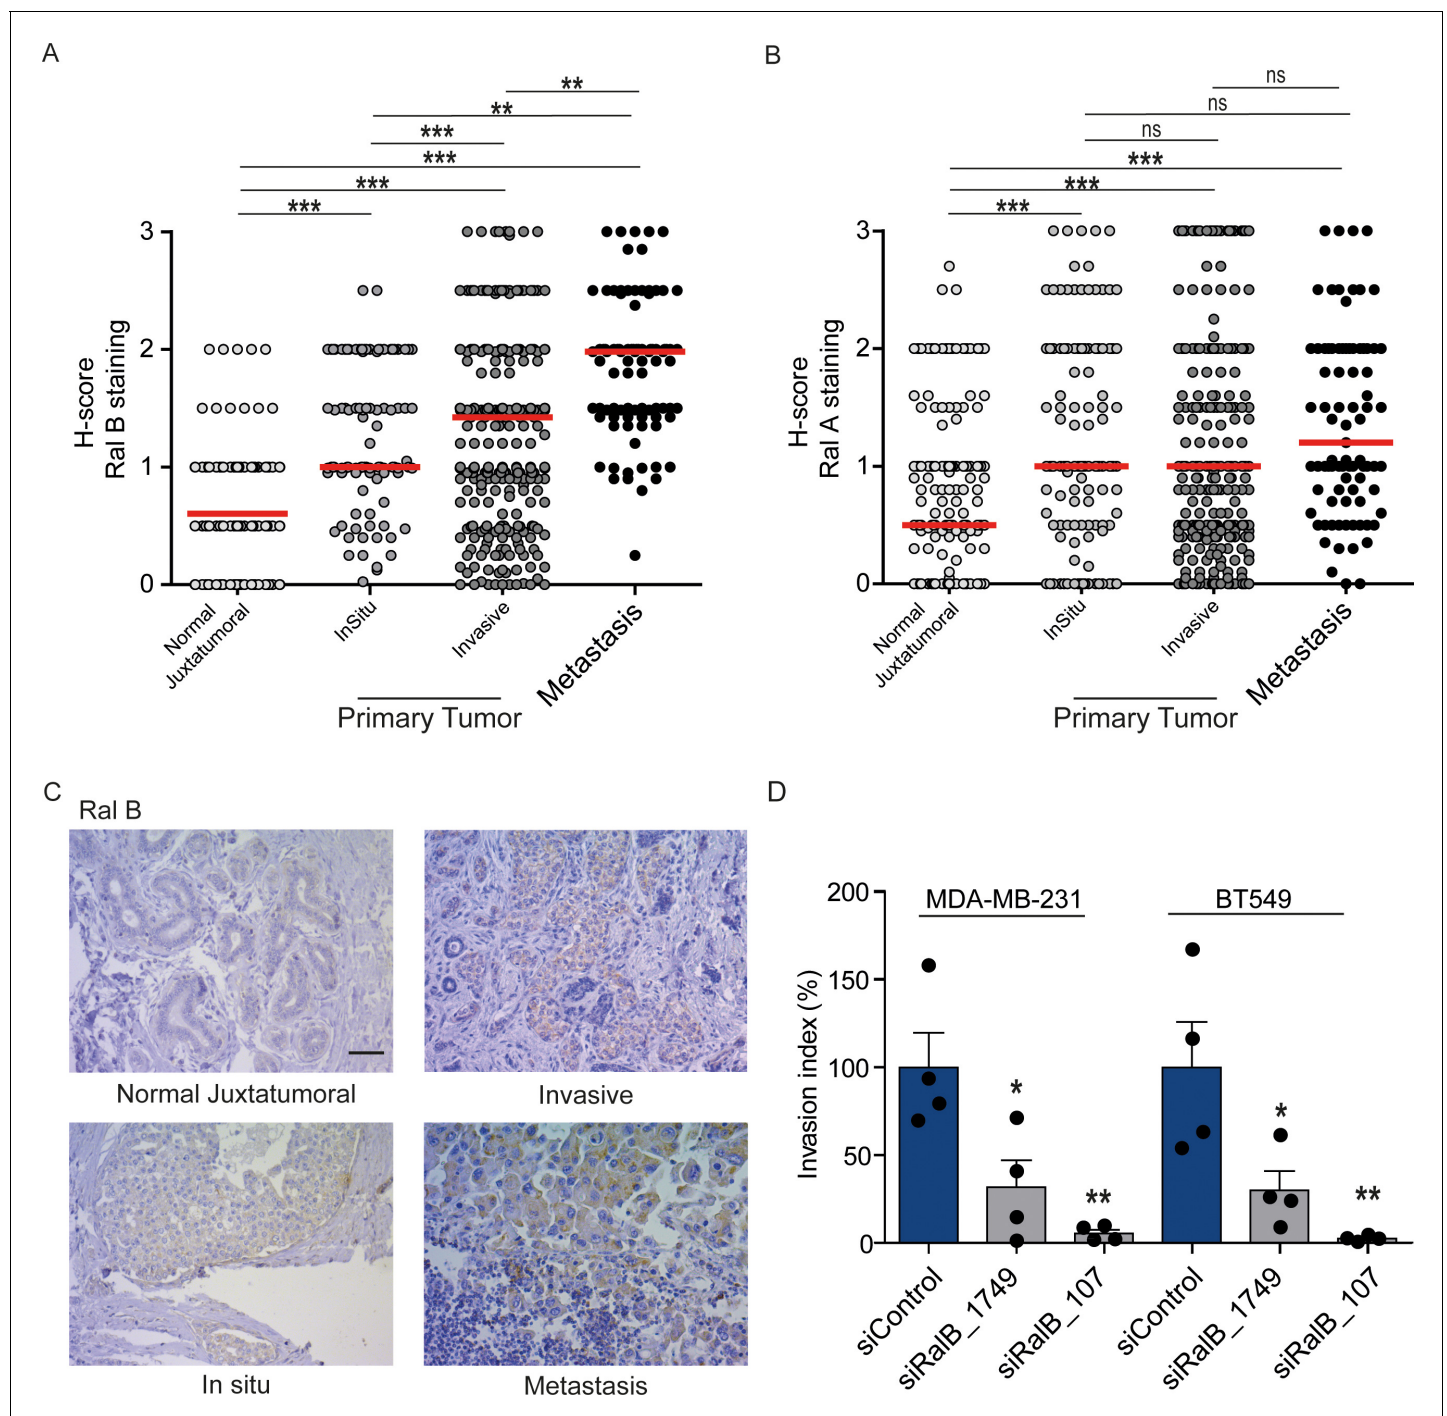 A
**
**
***
***
***
***
H-score
Ral B staining
3
2
1
0
Normal
Juxtatumoral
InSitu
Invasive
Metastasis
Primary Tumor
B
ns
ns
ns
***
***
***
H-score
Ral A staining
3
2
1
0
Normal
Juxtatumoral
InSitu
Invasive
Metastasis
Primary Tumor
C
Ral B
Normal Juxtatumoral
Invasive
In situ
Metastasis
D
MDA-MB-231
BT549
Invasion index (%)
200
150
100
50
0
*
**
*
**
siControl
siRalB_1749
siRalB_107
siControl
siRalB_1749
siRalB_107